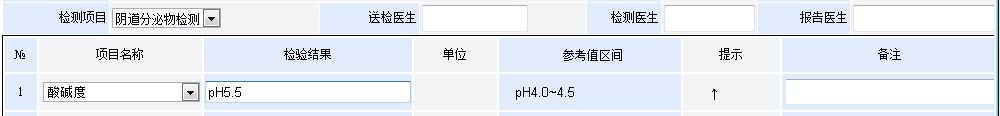 检测项目 阴道分泌物检测 送检医生 检测医生 报告医生
№ 项目名称 检验结果 单位 参考值区间 提示 备注
1 酸碱度 pH5.5 pH4.0~4.5 ↑